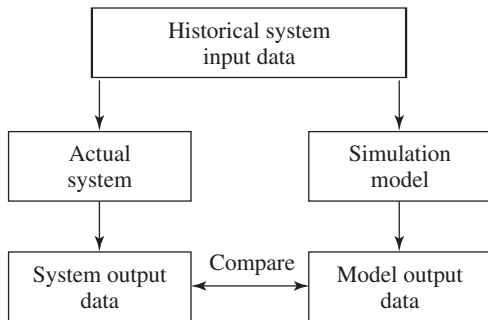 Historical system
input data
Actual
system
Simulation
model
System output
data
Compare
Model output
data